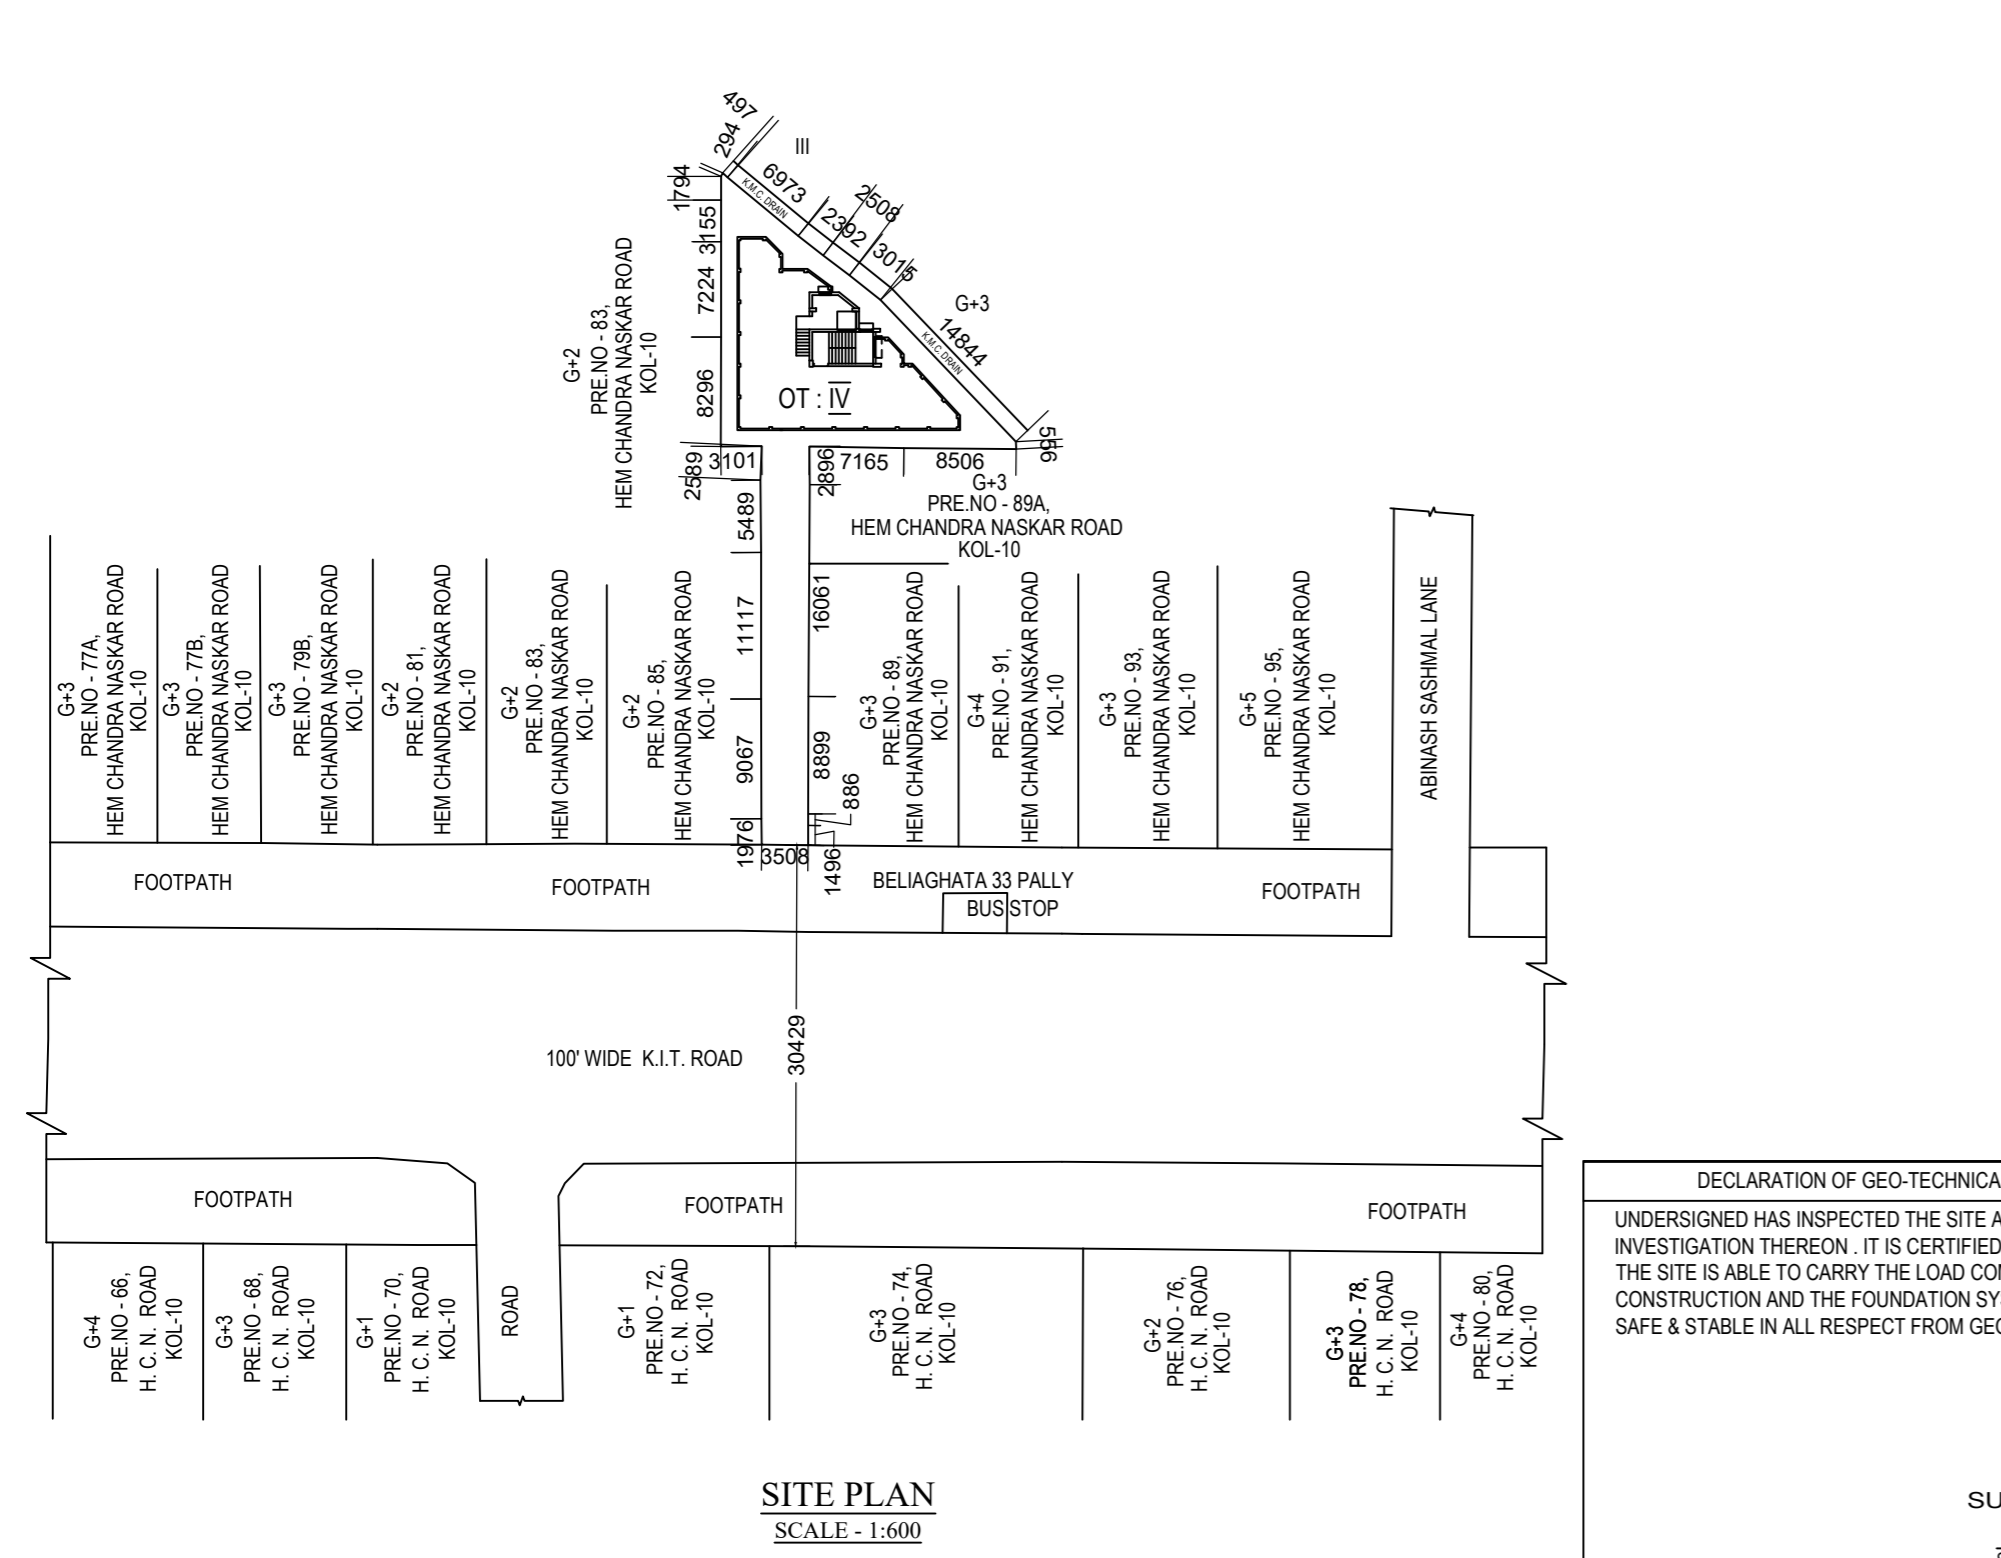 497
294
III
1794
6973
K.M.C. DRAIN
2508
2392
3015
3155
7224
8296
G+2
PRE.NO - 83,
HEM CHANDRA NASKAR ROAD
KOL-10
G+3
14844
K.M.C. DRAIN
OT : IV
556
2589
3101
2896
7165
8506
G+3
PRE.NO - 89A,
HEM CHANDRA NASKAR ROAD
KOL-10
5489
11117
9067
1976
3508
16061
8899
886
1496
G+3
PRE.NO - 77A,
HEM CHANDRA NASKAR ROAD
KOL-10
G+3
PRE.NO - 77B,
HEM CHANDRA NASKAR ROAD
KOL-10
G+3
PRE.NO - 79B,
HEM CHANDRA NASKAR ROAD
KOL-10
G+2
PRE.NO - 81,
HEM CHANDRA NASKAR ROAD
KOL-10
G+2
PRE.NO - 83,
HEM CHANDRA NASKAR ROAD
KOL-10
G+2
PRE.NO - 85,
HEM CHANDRA NASKAR ROAD
KOL-10
G+3
PRE.NO - 89,
HEM CHANDRA NASKAR ROAD
KOL-10
G+4
PRE.NO - 91,
HEM CHANDRA NASKAR ROAD
KOL-10
G+3
PRE.NO - 93,
HEM CHANDRA NASKAR ROAD
KOL-10
G+5
PRE.NO - 95,
HEM CHANDRA NASKAR ROAD
KOL-10
ABINASH SASHMAL LANE
FOOTPATH
FOOTPATH
BELIAGHATA 33 PALLY
BUS STOP
FOOTPATH
100' WIDE K.I.T. ROAD
30429
FOOTPATH
FOOTPATH
FOOTPATH
G+4
PRE.NO - 66,
H. C. N. ROAD
KOL-10
G+3
PRE.NO - 68,
H. C. N. ROAD
KOL-10
G+1
PRE.NO - 70,
H. C. N. ROAD
KOL-10
ROAD
G+1
PRE.NO - 72,
H. C. N. ROAD
KOL-10
G+3
PRE.NO - 74,
H. C. N. ROAD
KOL-10
G+2
PRE.NO - 76,
H. C. N. ROAD
KOL-10
G+3
PRE.NO - 78,
H. C. N. ROAD
KOL-10
G+4
PRE.NO - 80,
H. C. N. ROAD
KOL-10
SITE PLAN
SCALE - 1:600
DECLARATION OF GEO-TECHNICA
UNDERSIGNED HAS INSPECTED THE SITE A
INVESTIGATION THEREON . IT IS CERTIFIED
THE SITE IS ABLE TO CARRY THE LOAD CO
CONSTRUCTION AND THE FOUNDATION SY
SAFE & STABLE IN ALL RESPECT FROM GEO
SU